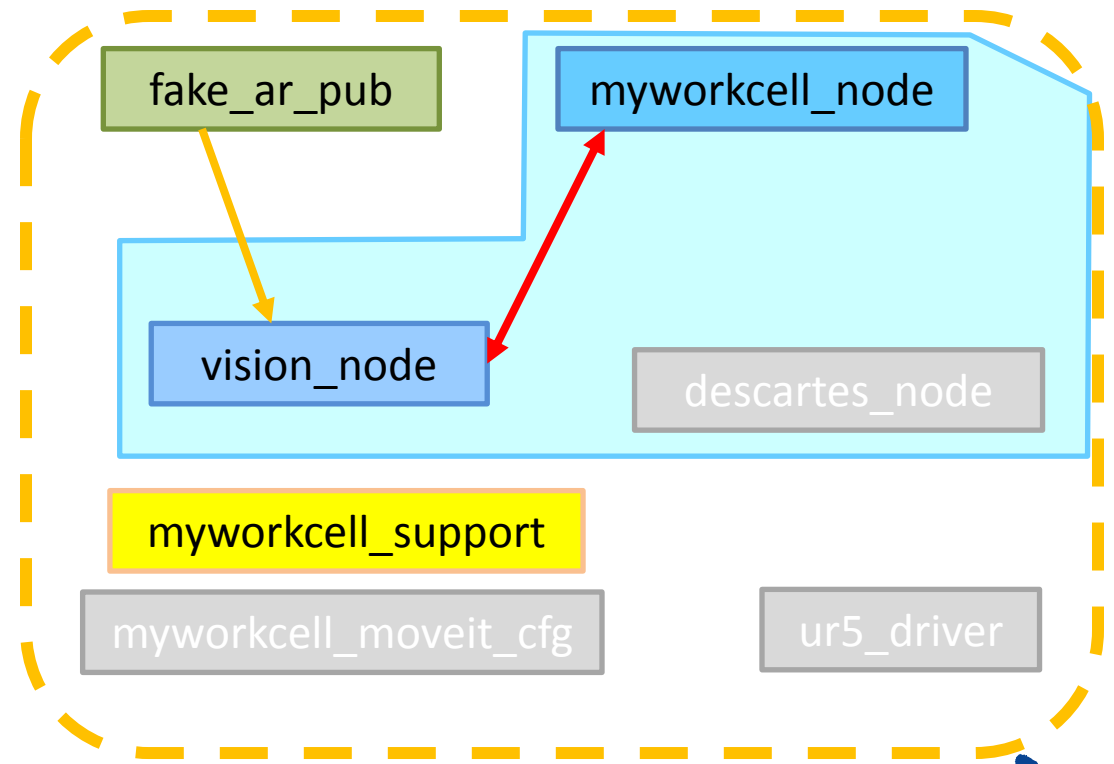 fake_ar_pub
myworkcell_node
vision_node
descartes_node
myworkcell_support
myworkcell_moveit_cfg
ur5_driver